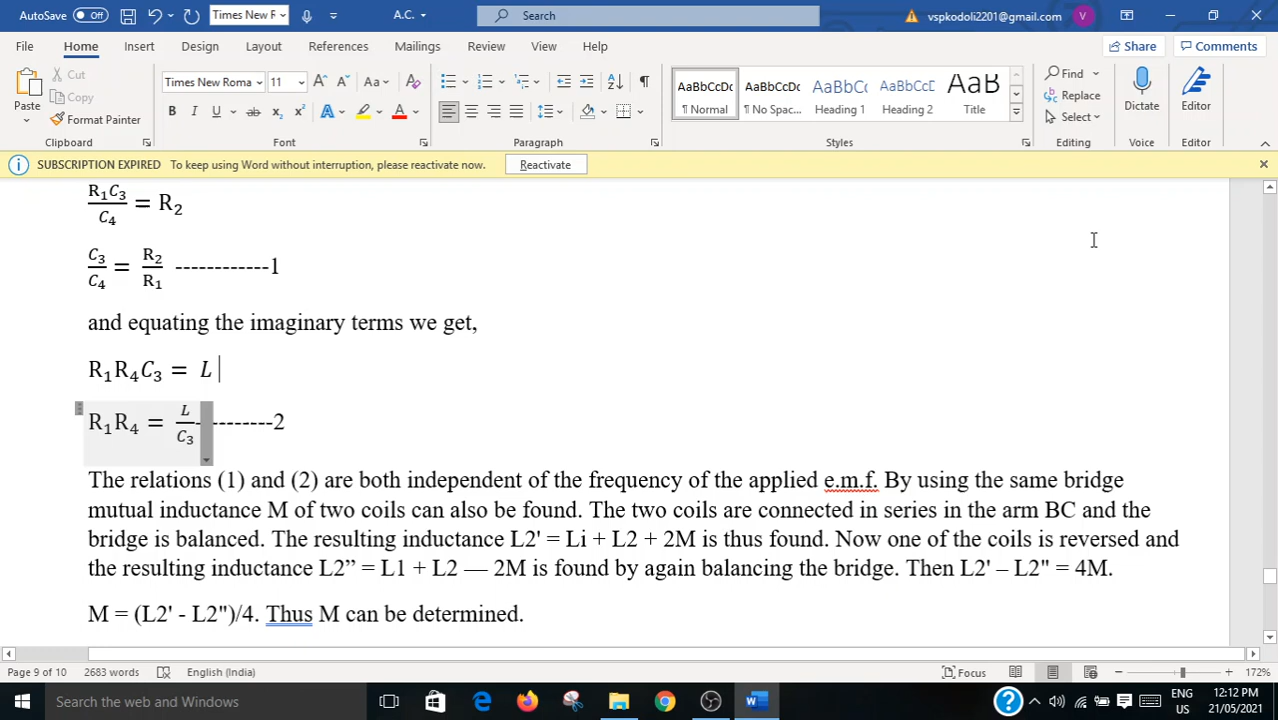 AutoSave Off Times New R A.C. Search vspkodoli2201@gmail.com V
File Home Insert Design Layout References Mailings Review View Help Share Comments
Paste Cut Copy Format Painter
Times New Roma 11 A A Aa A
B I U ab x₂ x² A A
AaBbCcDc AaBbCcDc AaBbCc AaBbCcD AaB
¶ Normal ¶ No Spac... Heading 1 Heading 2 Title
Find Replace Select
Dictate Editor
Clipboard Font Paragraph Styles Editing Voice Editor
SUBSCRIPTION EXPIRED To keep using Word without interruption, please reactivate now. Reactivate
R₁C₃/C₄ = R₂
C₃/C₄ = R₂/R₁ ------------1
and equating the imaginary terms we get,
R₁R₄C₃ = L
R₁R₄ = L/C₃----------2
The relations (1) and (2) are both independent of the frequency of the applied e.m.f. By using the same bridge
mutual inductance M of two coils can also be found. The two coils are connected in series in the arm BC and the
bridge is balanced. The resulting inductance L2' = Li + L2 + 2M is thus found. Now one of the coils is reversed and
the resulting inductance L2” = L1 + L2 — 2M is found by again balancing the bridge. Then L2' – L2" = 4M.
M = (L2' - L2")/4. Thus M can be determined.
Page 9 of 10 2683 words English (India) Focus 172%
Search the web and Windows ENG US 12:12 PM 21/05/2021